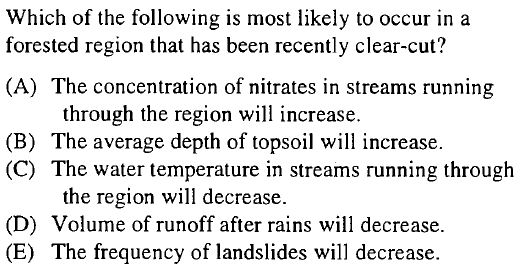 Which of the following is most likely to occur in a
forested region that has been recently clear-cut?
(A) The concentration of nitrates in streams running
through the region will increase.
(B) The average depth of topsoil will increase.
(C) The water temperature in streams running through
the region will decrease.
(D) Volume of runoff after rains will decrease.
(E) The frequency of landslides will decrease.